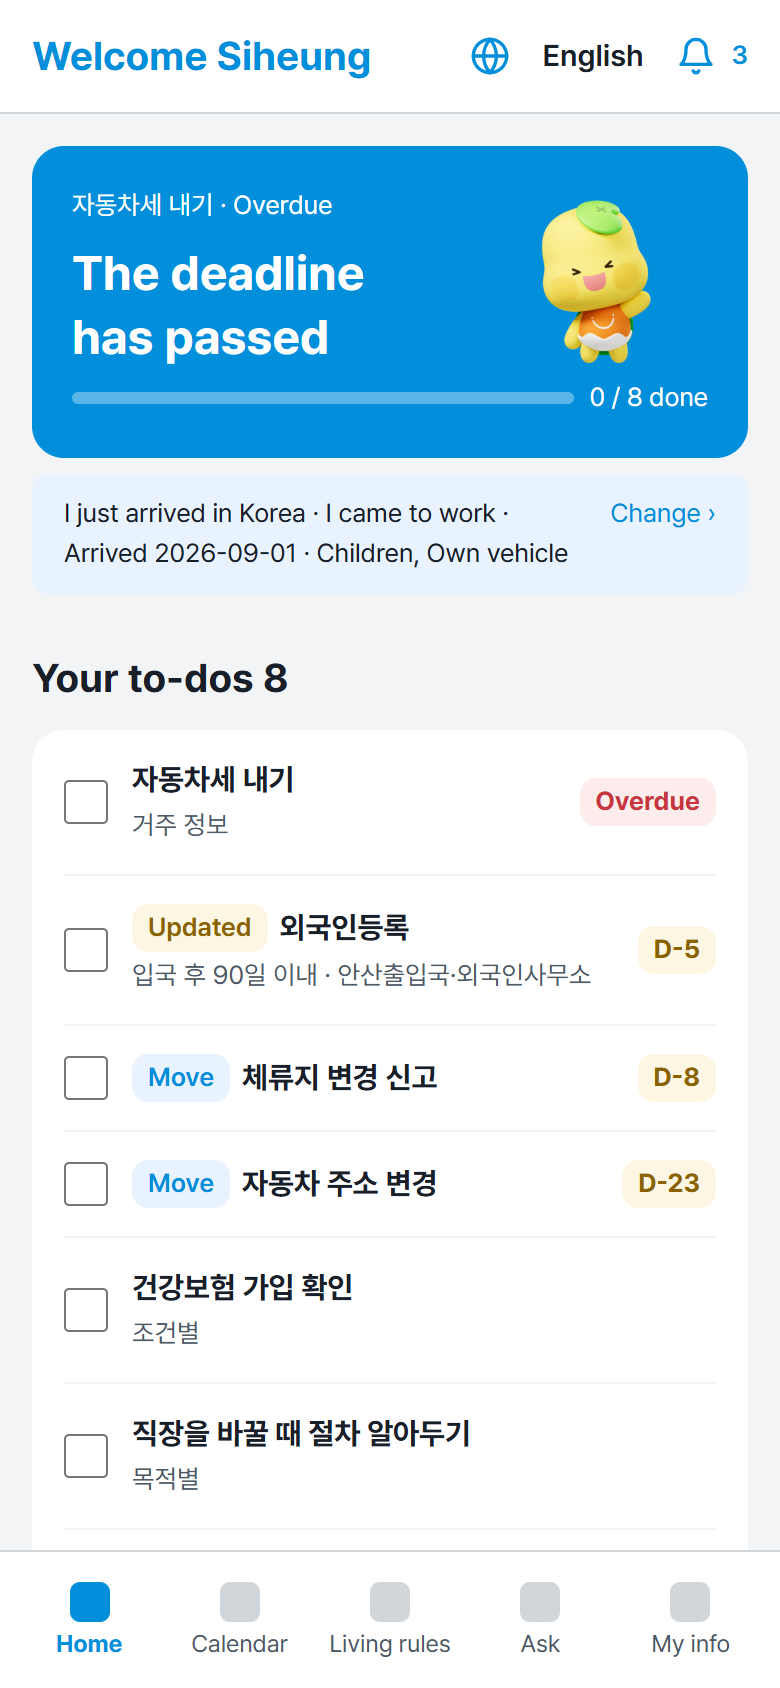 Welcome Siheung
English
3
자동차세 내기 · Overdue
The deadline
has passed
0 / 8 done
I just arrived in Korea · I came to work ·
Arrived 2026-09-01 · Children, Own vehicle
Change ›
Your to-dos 8
자동차세 내기
거주 정보
Overdue
Updated 외국인등록
입국 후 90일 이내 · 안산출입국·외국인사무소
D-5
Move 체류지 변경 신고
D-8
Move 자동차 주소 변경
D-23
건강보험 가입 확인
조건별
직장을 바꿀 때 절차 알아두기
목적별
Home
Calendar
Living rules
Ask
My info